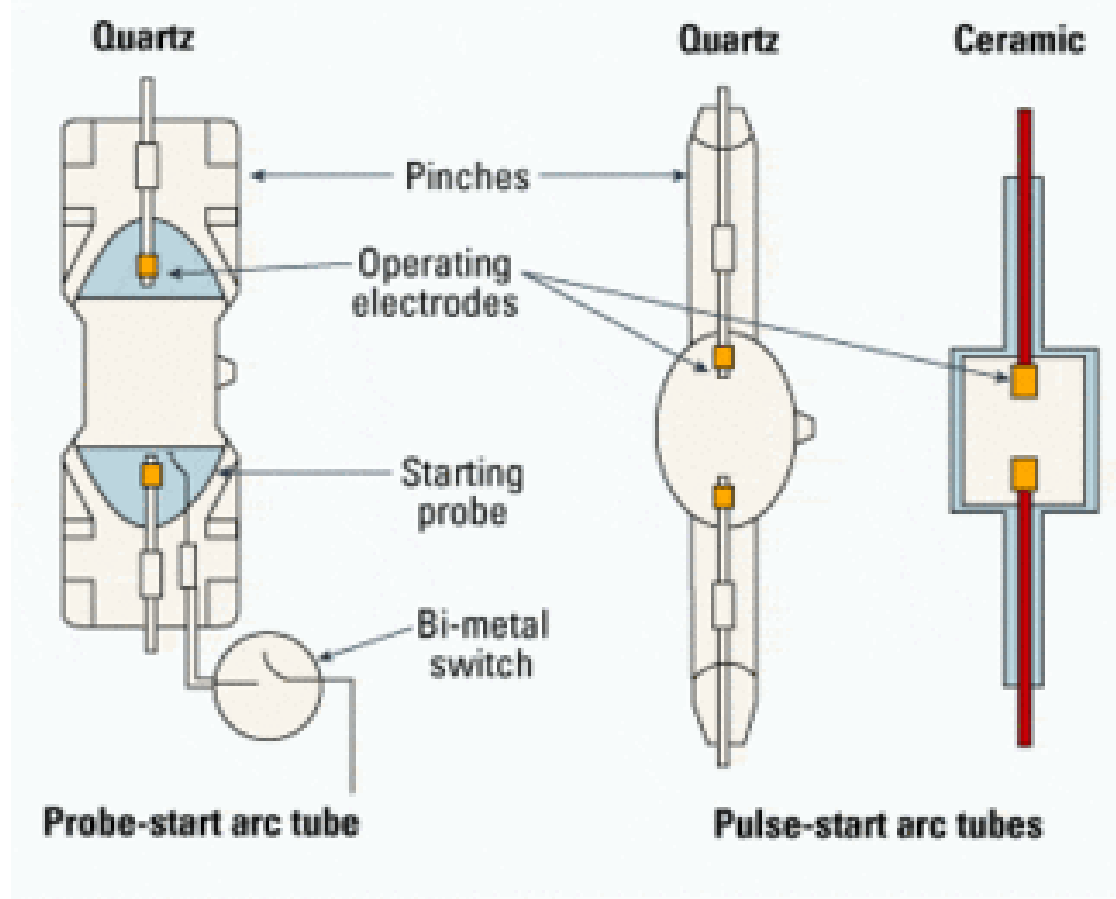 Quartz
Quartz
Ceramic
Pinches
Operating
electrodes
Starting
probe
Bi-metal
switch
Probe-start arc tube
Pulse-start arc tubes